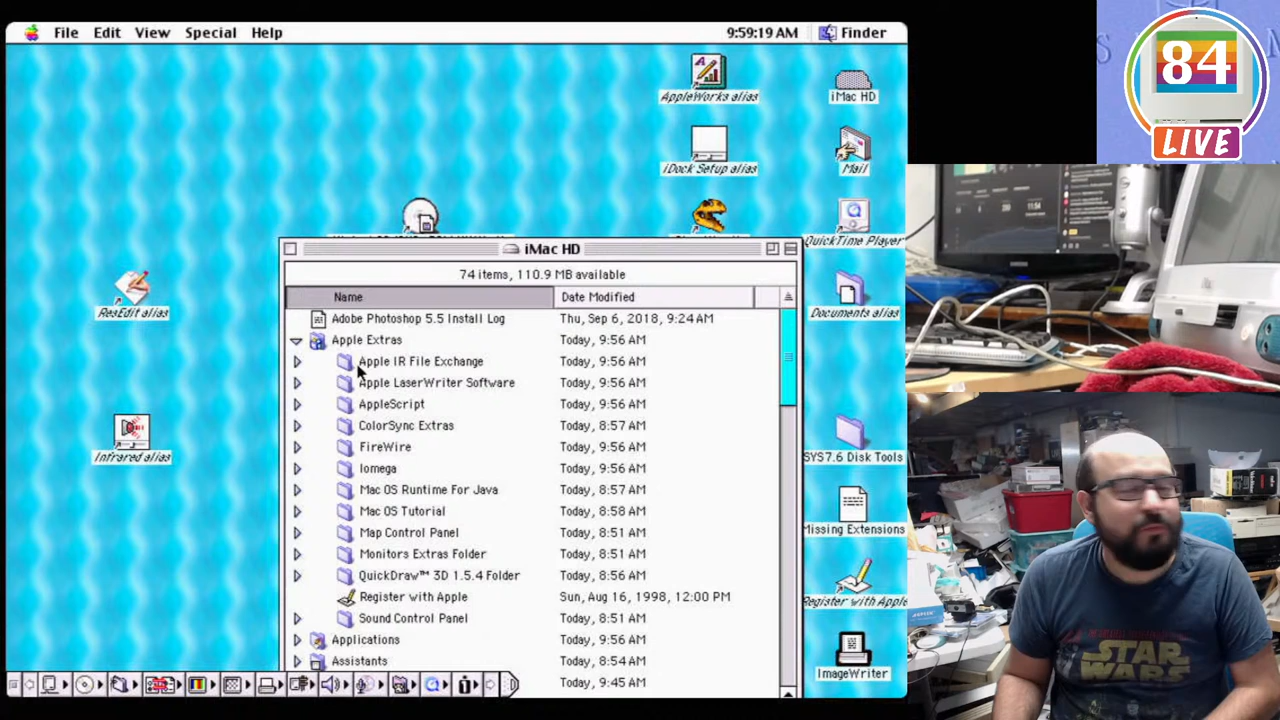 File Edit View Special Help
9:59:19 AM Finder
84
LIVE
AppleWorks alias
iMac HD
iDock Setup alias
Mail
QuickTime Player
ResEdit alias
Documents alias
Infrared alias
SYS7.6 Disk Tools
Missing Extensions
Register with Apple
ImageWriter
iMac HD
74 items, 110.9 MB available
Name Date Modified
Adobe Photoshop 5.5 Install Log Thu, Sep 6, 2018, 9:24 AM
Apple Extras Today, 9:56 AM
Apple IR File Exchange Today, 9:56 AM
Apple LaserWriter Software Today, 9:56 AM
AppleScript Today, 9:56 AM
ColorSync Extras Today, 8:57 AM
FireWire Today, 9:56 AM
Iomega Today, 9:56 AM
Mac OS Runtime For Java Today, 8:57 AM
Mac OS Tutorial Today, 8:58 AM
Map Control Panel Today, 8:51 AM
Monitors Extras Folder Today, 8:51 AM
QuickDraw™ 3D 1.5.4 Folder Today, 8:56 AM
Register with Apple Sun, Aug 16, 1998, 12:00 PM
Sound Control Panel Today, 8:51 AM
Applications Today, 9:56 AM
Assistants Today, 8:54 AM
Today, 9:45 AM
STAR
WARS